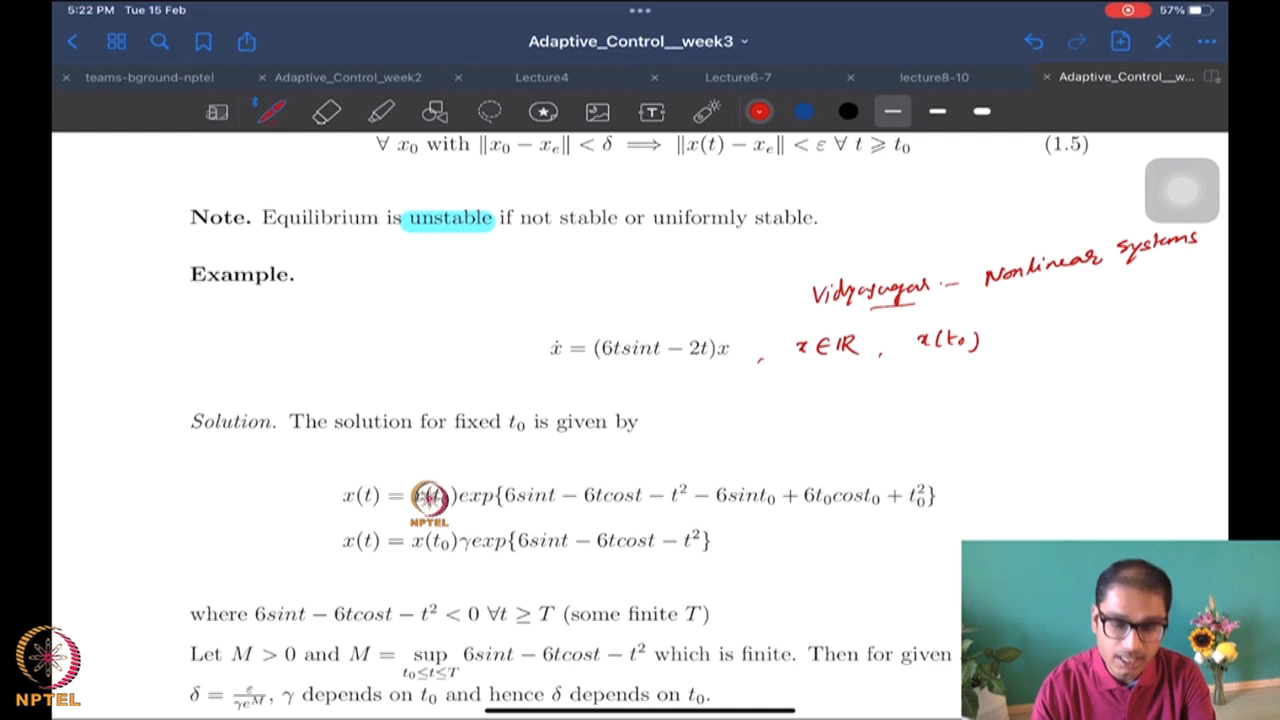 5:22 PM Tue 15 Feb
57%
Adaptive_Control__week3
teams-bground-nptel
Adaptive_Control_week2
Lecture4
Lecture6-7
lecture8-10
Adaptive_Control__w...
∀ x₀ with ‖x₀ − xₑ‖ < δ ⟹ ‖x(t) − xₑ‖ < ε ∀ t ⩾ t₀ (1.5)
Note. Equilibrium is unstable if not stable or uniformly stable.
Vidyasagar - Nonlinear Systems
Example.
ẋ = (6tsint − 2t)x , x ∈ ℝ , x(t₀)
Solution. The solution for fixed t₀ is given by
x(t) = x(t₀)exp{6sint − 6tcost − t² − 6sint₀ + 6t₀cost₀ + t₀²}
NPTEL
x(t) = x(t₀)γexp{6sint − 6tcost − t²}
where 6sint − 6tcost − t² < 0 ∀t ≥ T (some finite T)
Let M > 0 and M = sup 6sint − 6tcost − t² which is finite. Then for given
t₀≤t≤T
δ = ε/γeᴹ, γ depends on t₀ and hence δ depends on t₀.
NPTEL